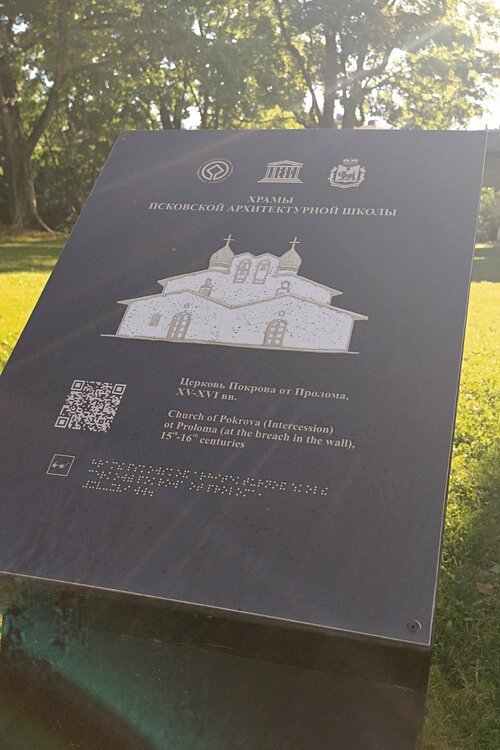 ХРАМЫ
ПСКОВСКОЙ АРХИТЕКТУРНОЙ ШКОЛЫ
Церковь Покрова от Пролома,
XV-XVI вв.
Church of Pokrova (Intercession)
ot Proloma (at the breach in the wall),
15th-16th centuries